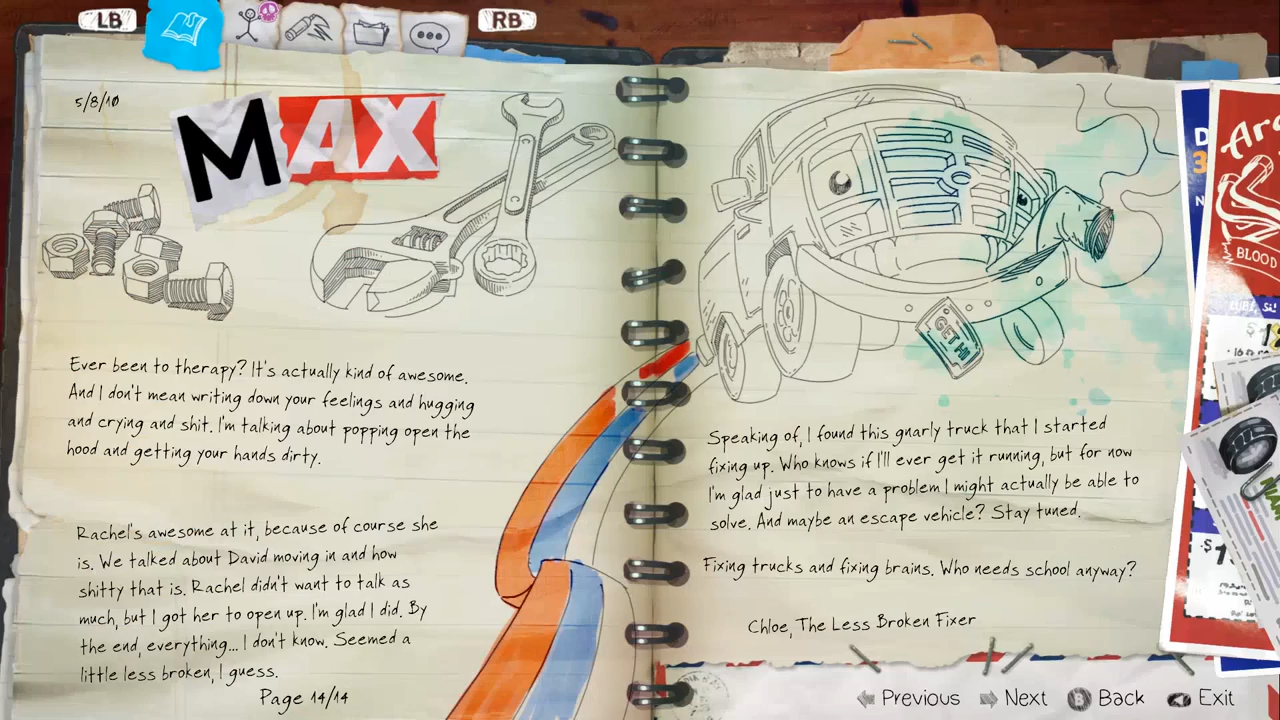 LB
RB
5/8/10
MAX
Ever been to therapy? It's actually kind of awesome.
And I don't mean writing down your feelings and hugging
and crying and shit. I'm talking about popping open the
hood and getting your hands dirty.
Rachel's awesome at it, because of course she
is. We talked about David moving in and how
shitty that is. Rachel didn't want to talk as
much, but I got her to open up. I'm glad I did. By
the end, everything... I don't know. Seemed a
little less broken, I guess.
Page 14/14
GET HI
Speaking of, I found this gnarly truck that I started
fixing up. Who knows if I'll ever get it running, but for now
I'm glad just to have a problem I might actually be able to
solve. And maybe an escape vehicle? Stay tuned.
Fixing trucks and fixing brains. Who needs school anyway?
Chloe, The Less Broken Fixer
BLOOD
Previous
Next
B Back
Exit